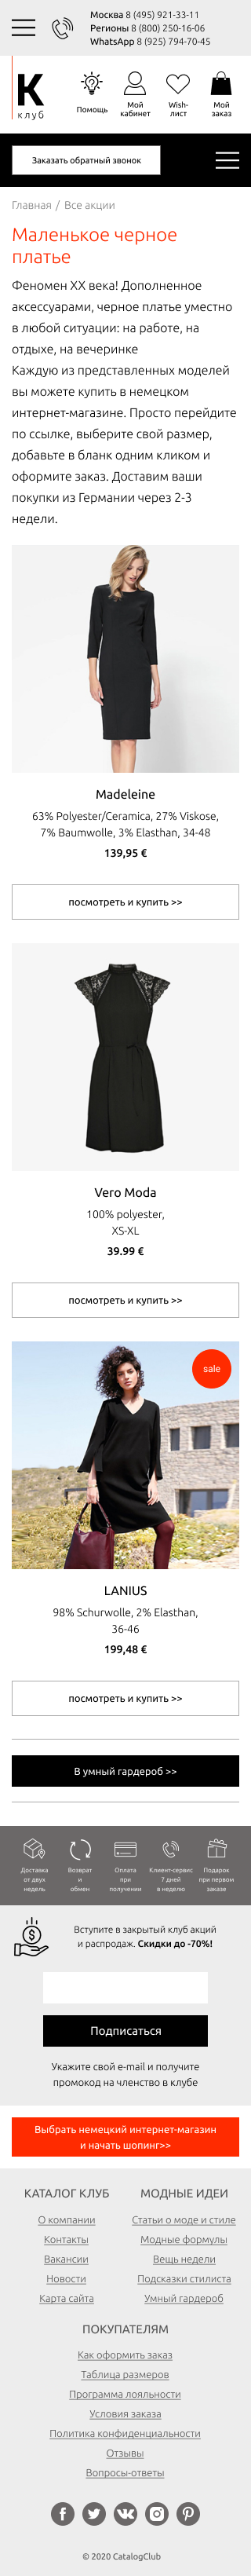 Москва 8 (495) 921-33-11
Регионы 8 (800) 250-16-06
WhatsApp 8 (925) 794-70-45
К
клуб
Помощь
Мой
кабинет
Wish-
лист
Мой
заказ
Заказать обратный звонок
Главная / Все акции
Маленькое черное
платье
Феномен XX века! Дополненное
аксессуарами, черное платье уместно
в любой ситуации: на работе, на
отдыхе, на вечеринке
Каждую из представленных моделей
вы можете купить в немецком
интернет-магазине. Просто перейдите
по ссылке, выберите свой размер,
добавьте в бланк одним кликом и
оформите заказ. Доставим ваши
покупки из Германии через 2-3
недели.
Madeleine
63% Polyester/Ceramica, 27% Viskose,
7% Baumwolle, 3% Elasthan, 34-48
139,95 €
посмотреть и купить >>
Vero Moda
100% polyester,
XS-XL
39.99 €
посмотреть и купить >>
sale
LANIUS
98% Schurwolle, 2% Elasthan,
36-46
199,48 €
посмотреть и купить >>
В умный гардероб >>
Доставка
от двух
недель
Возврат
и
обмен
Оплата
при
получении
Клиент-сервис
7 дней
в неделю
Подарок
при первом
заказе
Вступите в закрытый клуб акций
и распродаж. Скидки до -70%!
Подписаться
Укажите свой e-mail и получите
промокод на членство в клубе
Выбрать немецкий интернет-магазин
и начать шопинг>>
КАТАЛОГ КЛУБ
О компании
Контакты
Вакансии
Новости
Карта сайта
МОДНЫЕ ИДЕИ
Статьи о моде и стиле
Модные формулы
Вещь недели
Подсказки стилиста
Умный гардероб
ПОКУПАТЕЛЯМ
Как оформить заказ
Таблица размеров
Программа лояльности
Условия заказа
Политика конфиденциальности
Отзывы
Вопросы-ответы
© 2020 CatalogClub